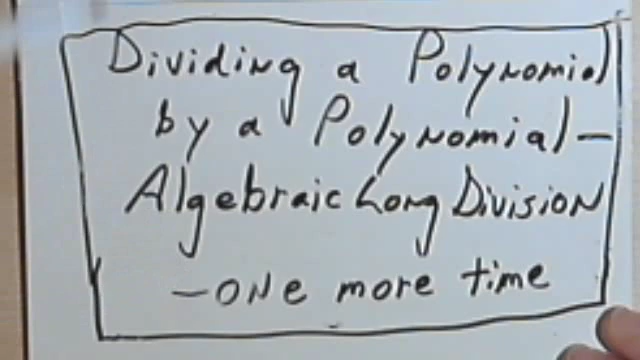 Dividing a Polynomial
by a Polynomial-
Algebraic Long Division
-one more time